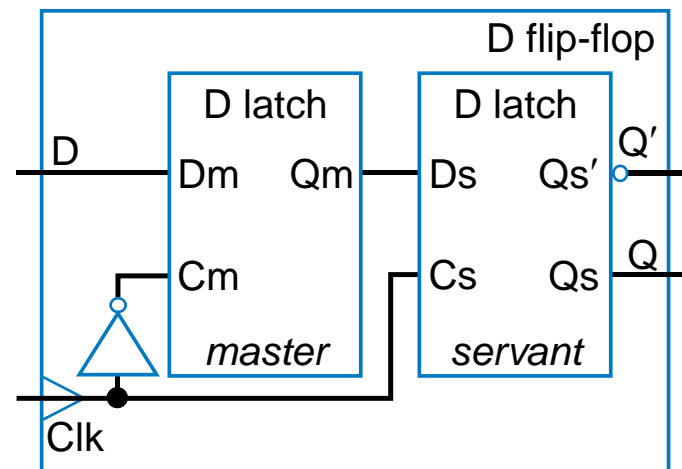 D flip-flop
D latch
D latch
Q′
D
Dm
Qm
Ds
Qs′
Q
Cm
Cs
Qs
master
servant
Clk